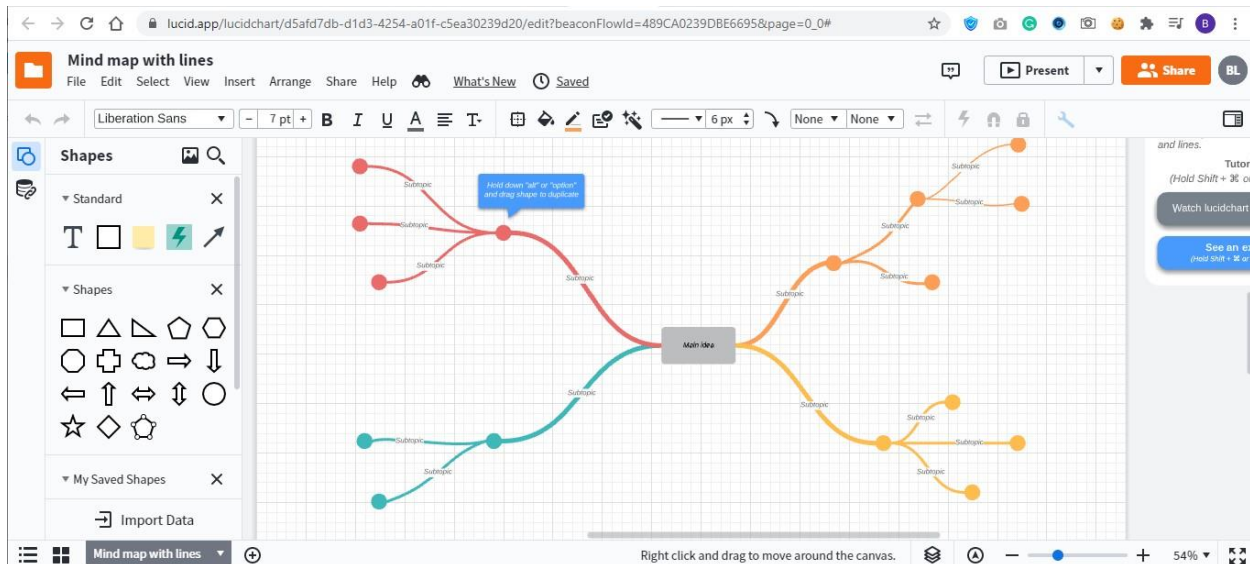 lucid.app/lucidchart/d5afd7db-d1d3-4254-a01f-c5ea30239d20/edit?beaconFlowId=489CA0239DBE6695&page=0_0#
B
Mind map with lines
File Edit Select View Insert Arrange Share Help What's New Saved
Present
Share
BL
Liberation Sans
− 7 pt + B I U A T
6 px
None
None
Shapes
Standard
T
Shapes
My Saved Shapes
Import Data
Hold down "alt" or "option"
and drag shape to duplicate
Subtopic
Subtopic
Subtopic
Subtopic
Main idea
Subtopic
Subtopic
Subtopic
Subtopic
Subtopic
Subtopic
Subtopic
Subtopic
Subtopic
Subtopic
Subtopic
Subtopic
Subtopic
and lines.
Tutor
(Hold Shift + ⌘ or
Watch lucidchart
See an ex
(Hold Shift + ⌘ or
Mind map with lines
Right click and drag to move around the canvas.
54%